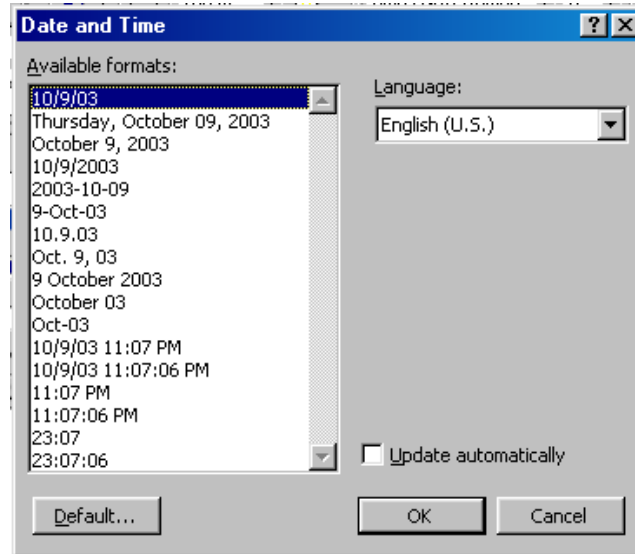 Date and Time
Available formats:
10/9/03
Thursday, October 09, 2003
October 9, 2003
10/9/2003
2003-10-09
9-Oct-03
10.9.03
Oct. 9, 03
9 October 2003
October 03
Oct-03
10/9/03 11:07 PM
10/9/03 11:07:06 PM
11:07 PM
11:07:06 PM
23:07
23:07:06
Language:
English (U.S.)
Update automatically
Default...
OK
Cancel